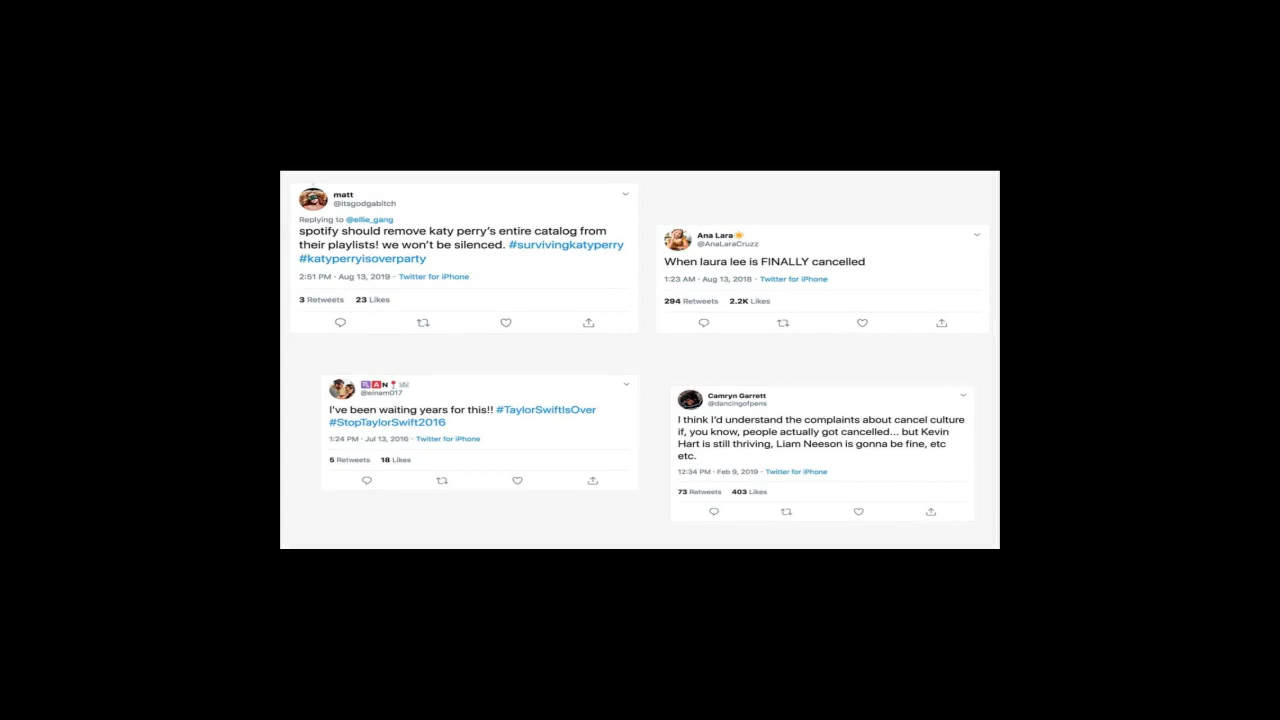 matt
@itsgodgabitch
Replying to @ellie_gang
spotify should remove katy perry's entire catalog from
their playlists! we won't be silenced. #survivingkatyperry
#katyperryisoverparty
2:51 PM · Aug 13, 2019 · Twitter for iPhone
3 Retweets 23 Likes
Ana Lara☀️
@AnaLaraCruzz
When laura lee is FINALLY cancelled
1:23 AM · Aug 13, 2018 · Twitter for iPhone
294 Retweets 2.2K Likes
@einam017
I've been waiting years for this!! #TaylorSwiftIsOver
#StopTaylorSwift2016
1:24 PM · Jul 13, 2016 · Twitter for iPhone
5 Retweets 18 Likes
Camryn Garrett
@dancingofpens
I think I'd understand the complaints about cancel culture
if, you know, people actually got cancelled... but Kevin
Hart is still thriving, Liam Neeson is gonna be fine, etc
etc.
12:34 PM · Feb 9, 2019 · Twitter for iPhone
73 Retweets 403 Likes